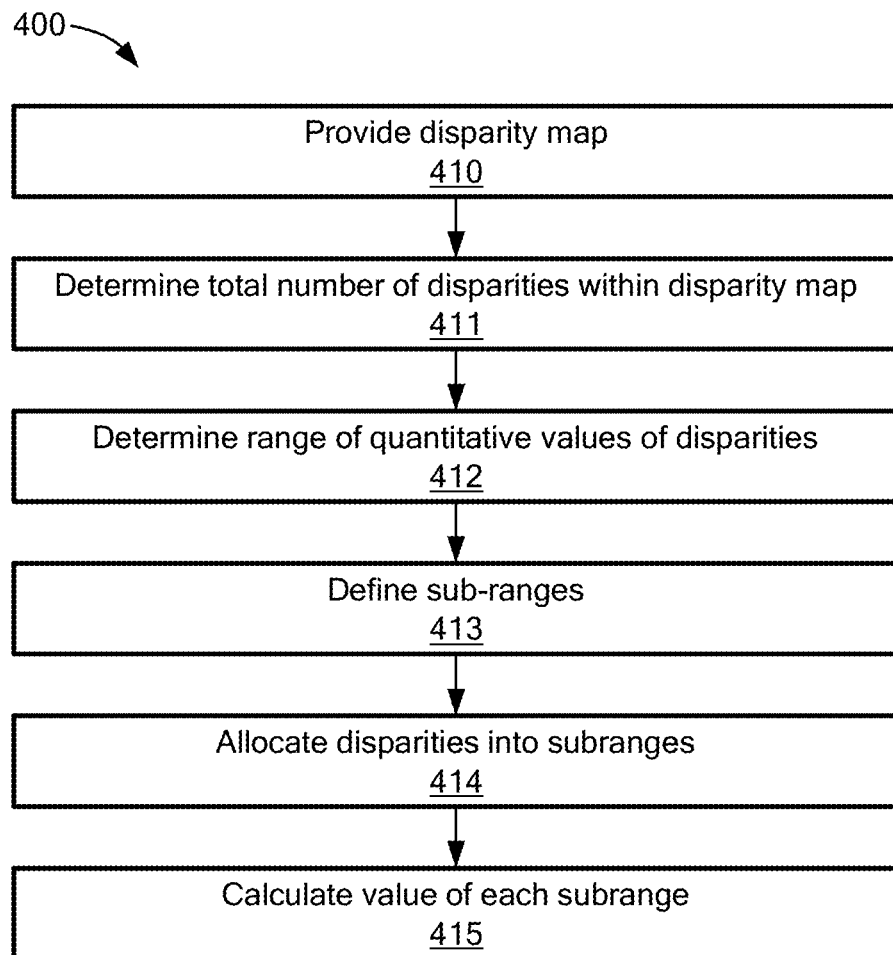 400
Provide disparity map
410
Determine total number of disparities within disparity map
411
Determine range of quantitative values of disparities
412
Define sub-ranges
413
Allocate disparities into subranges
414
Calculate value of each subrange
415